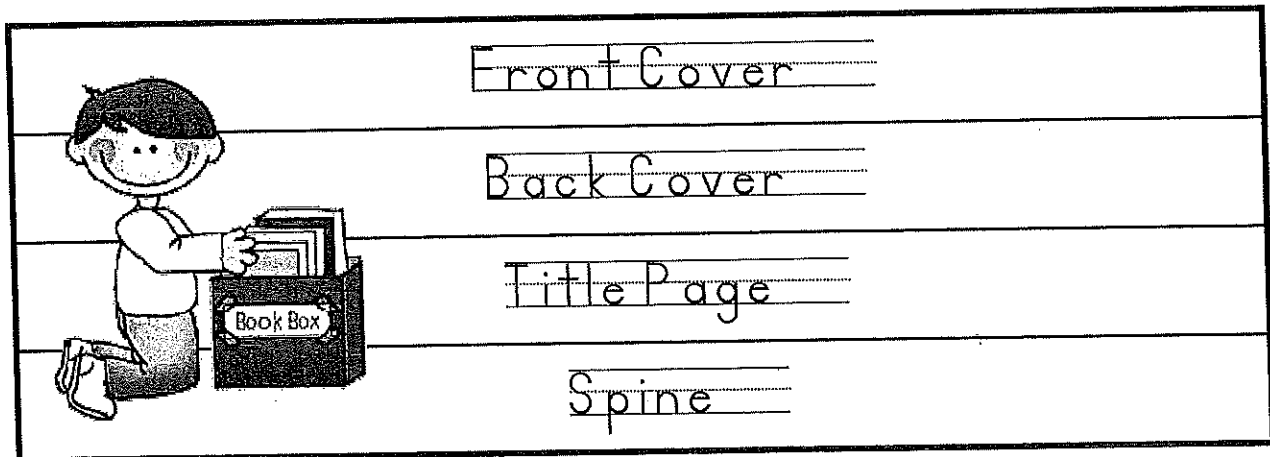 Front Cover
Back Cover
Title Page
Book Box
Spine